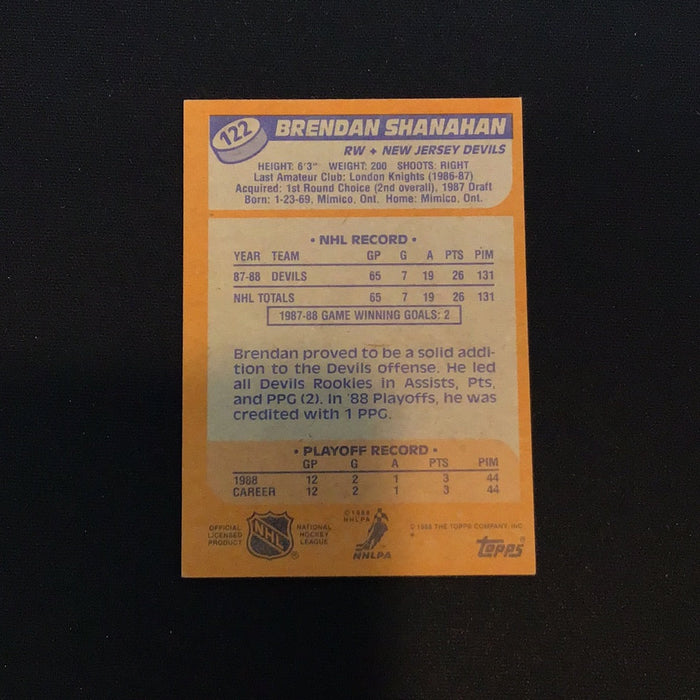 122
BRENDAN SHANAHAN
RW • NEW JERSEY DEVILS
HEIGHT: 6'3" WEIGHT: 200 SHOOTS: RIGHT
Last Amateur Club: London Knights (1986-87)
Acquired: 1st Round Choice (2nd overall), 1987 Draft
Born: 1-23-69, Mimico, Ont. Home: Mimico, Ont.
• NHL RECORD •
YEAR TEAM GP G A PTS PIM
87-88 DEVILS 65 7 19 26 131
NHL TOTALS 65 7 19 26 131
1987-88 GAME WINNING GOALS: 2
Brendan proved to be a solid addi-
tion to the Devils offense. He led
all Devils Rookies in Assists, Pts,
and PPG (2). In '88 Playoffs, he was
credited with 1 PPG.
• PLAYOFF RECORD •
GP G A PTS PIM
1988 12 2 1 3 44
CAREER 12 2 1 3 44
OFFICIAL
LICENSED
PRODUCT
NHL
®
NATIONAL
HOCKEY
LEAGUE
© 1988
NHLPA
NHLPA
© 1988 THE TOPPS COMPANY, INC.
*
topps®